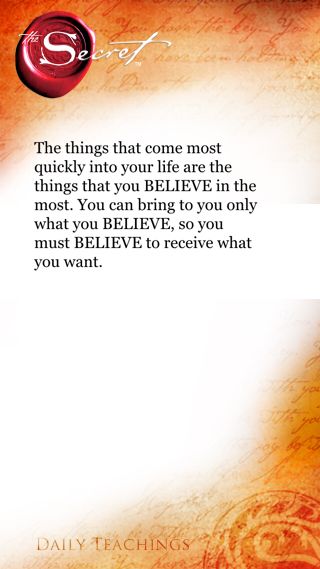 the Secret™
The things that come most
quickly into your life are the
things that you BELIEVE in the
most. You can bring to you only
what you BELIEVE, so you
must BELIEVE to receive what
you want.
DAILY TEACHINGS